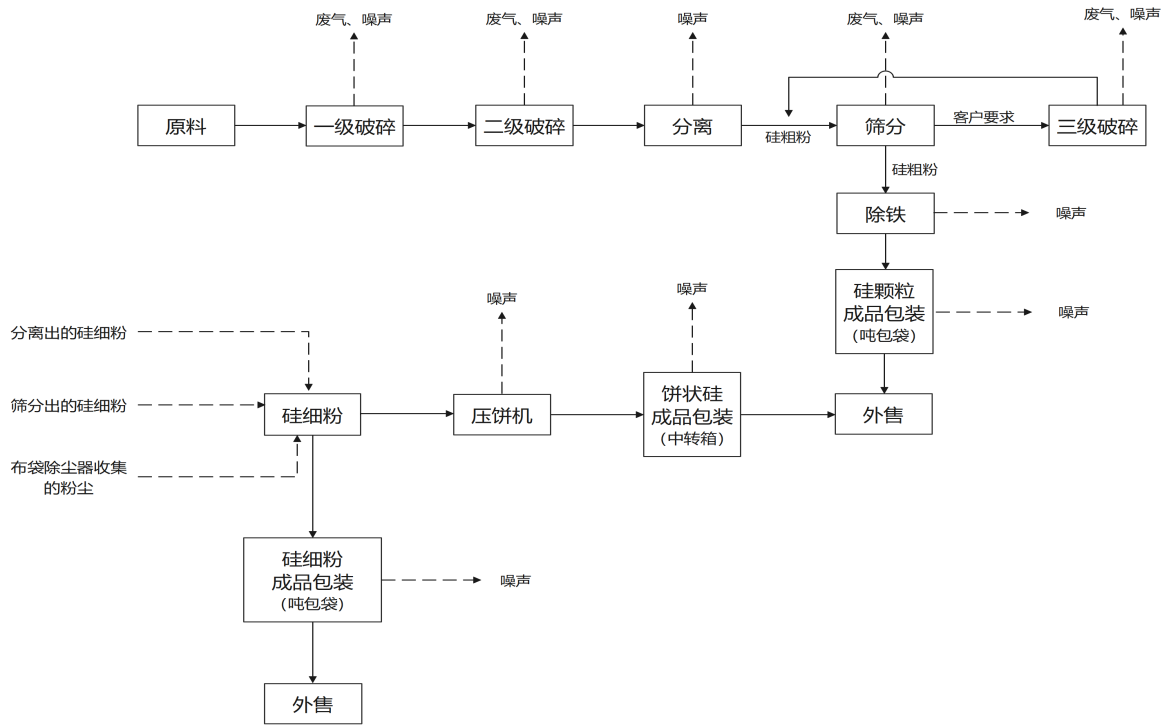 废气、噪声
废气、噪声
噪声
废气、噪声
废气、噪声
原料
一级破碎
二级破碎
分离
硅粗粉
筛分
客户要求
三级破碎
硅粗粉
除铁
噪声
硅颗粒
成品包装
（吨包袋）
噪声
噪声
噪声
分离出的硅细粉
筛分出的硅细粉
布袋除尘器收集
的粉尘
硅细粉
压饼机
饼状硅
成品包装
（中转箱）
外售
硅细粉
成品包装
（吨包袋）
噪声
外售